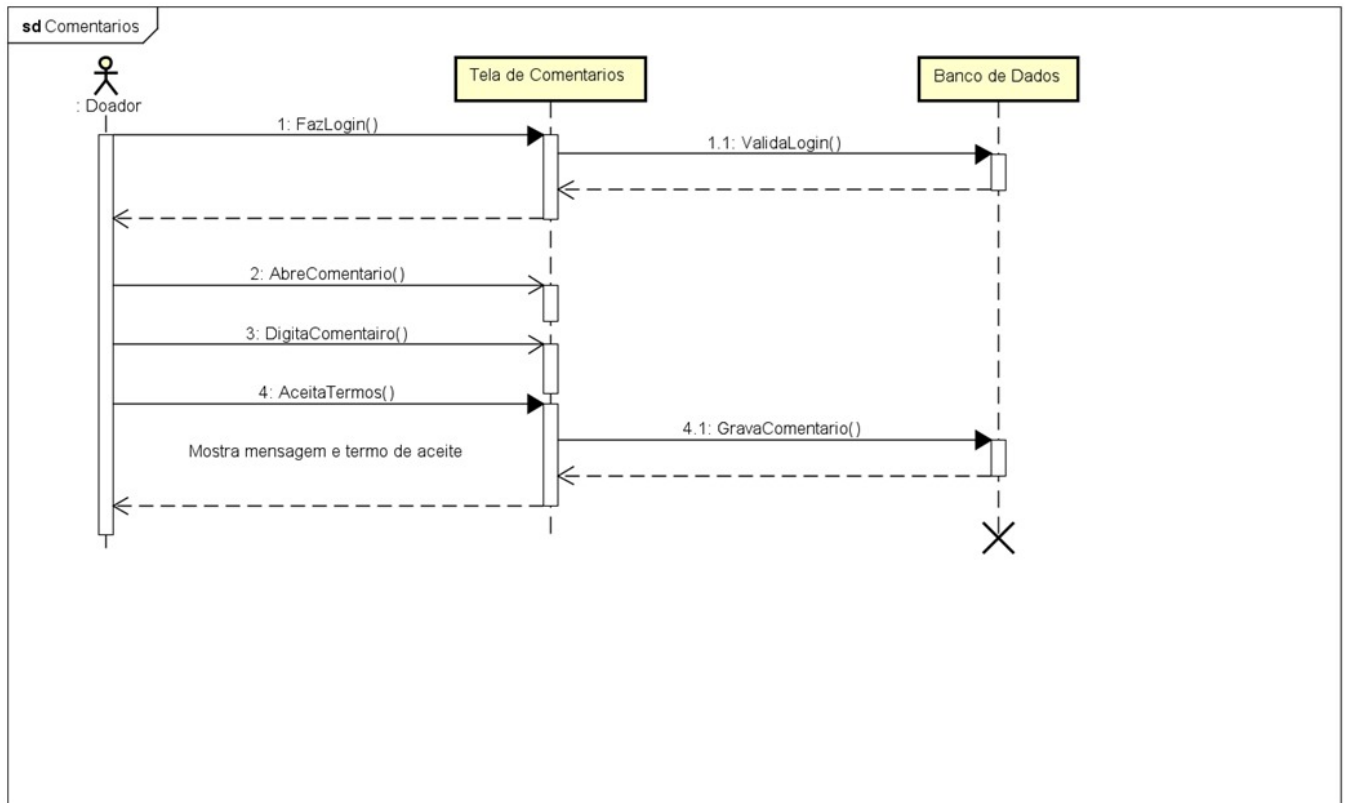 sd Comentarios
: Doador
Tela de Comentarios
Banco de Dados
1: FazLogin()
1.1: ValidaLogin()
2: AbreComentario()
3: DigitaComentairo()
4: AceitaTermos()
4.1: GravaComentario()
Mostra mensagem e termo de aceite